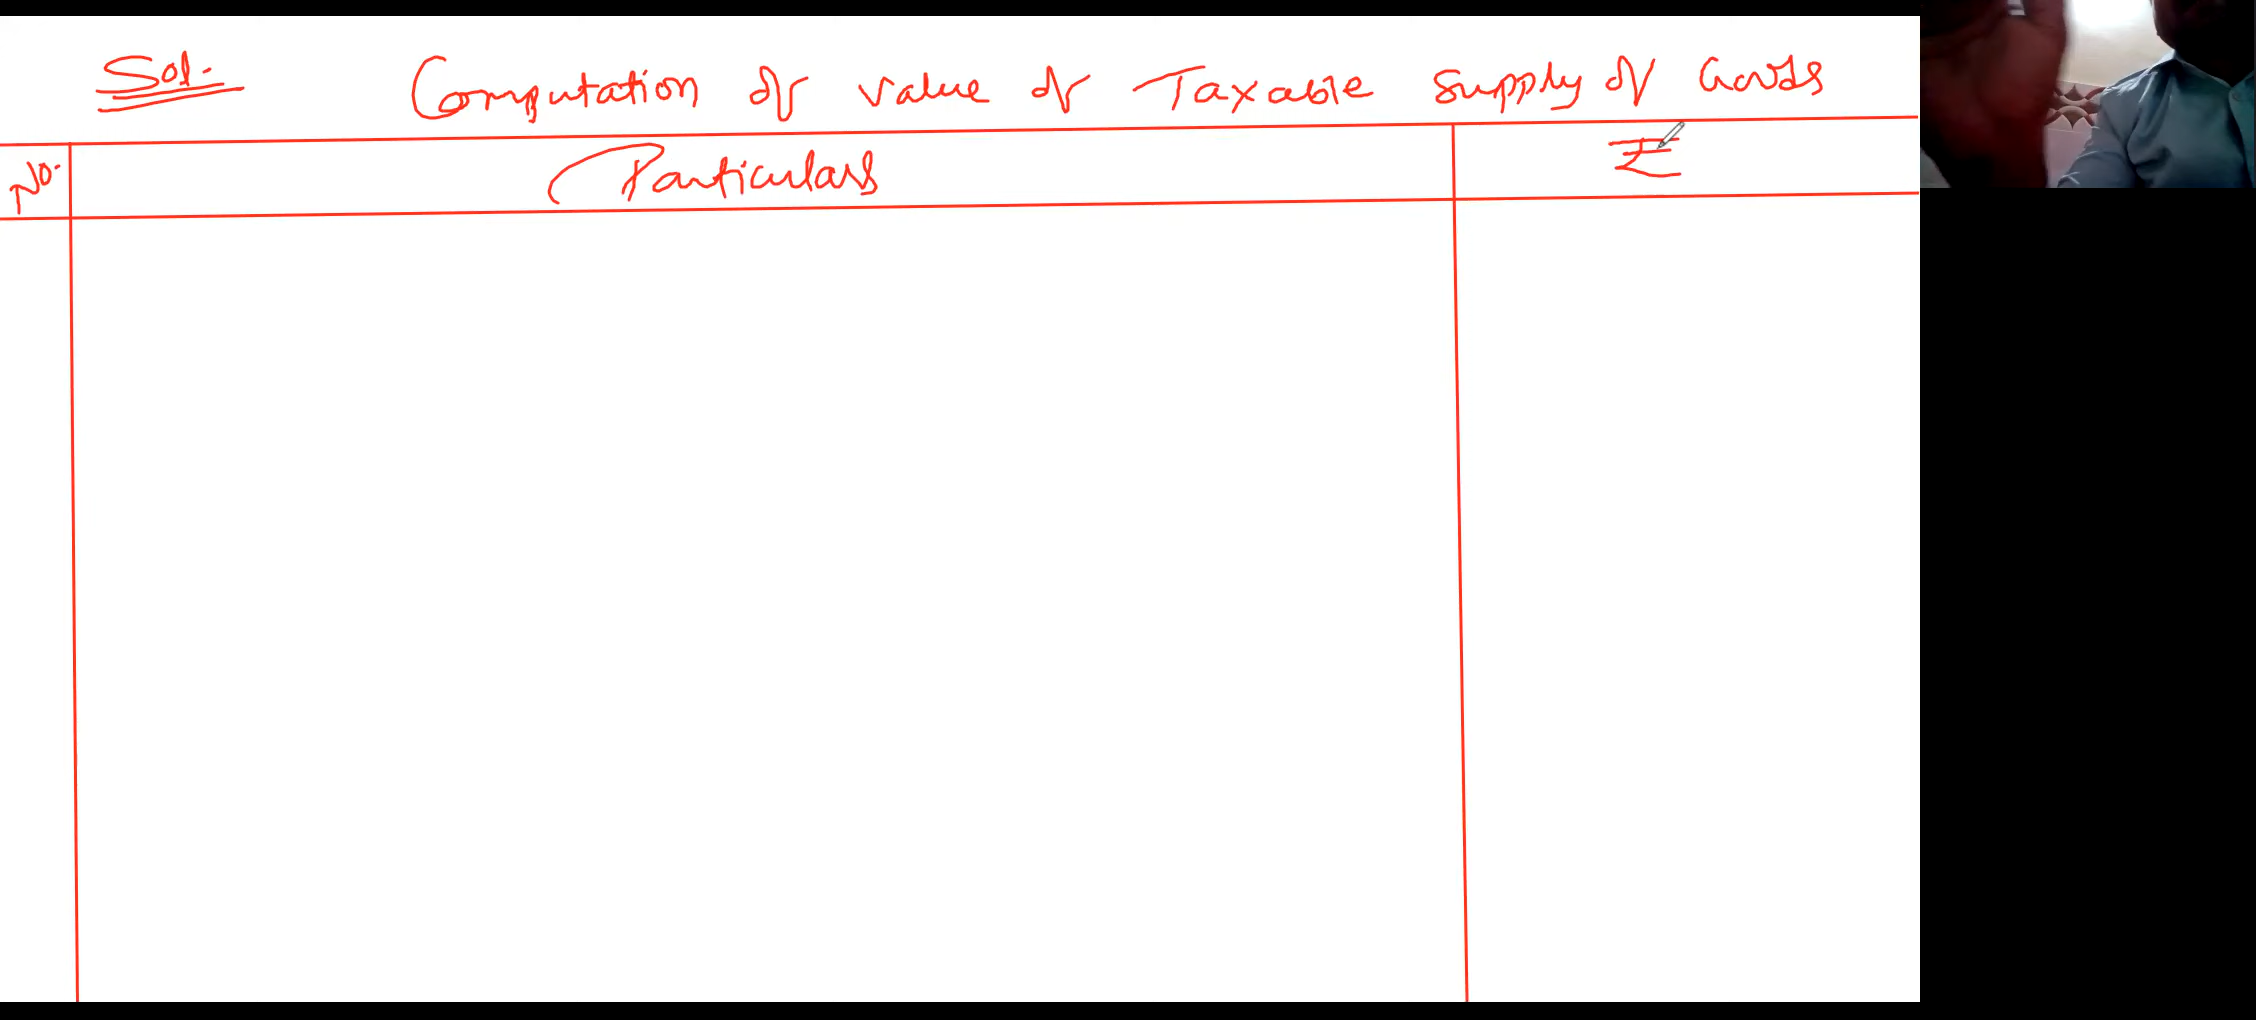 Sol.
Computation of value of Taxable supply of Goods
No. Particulars ₹